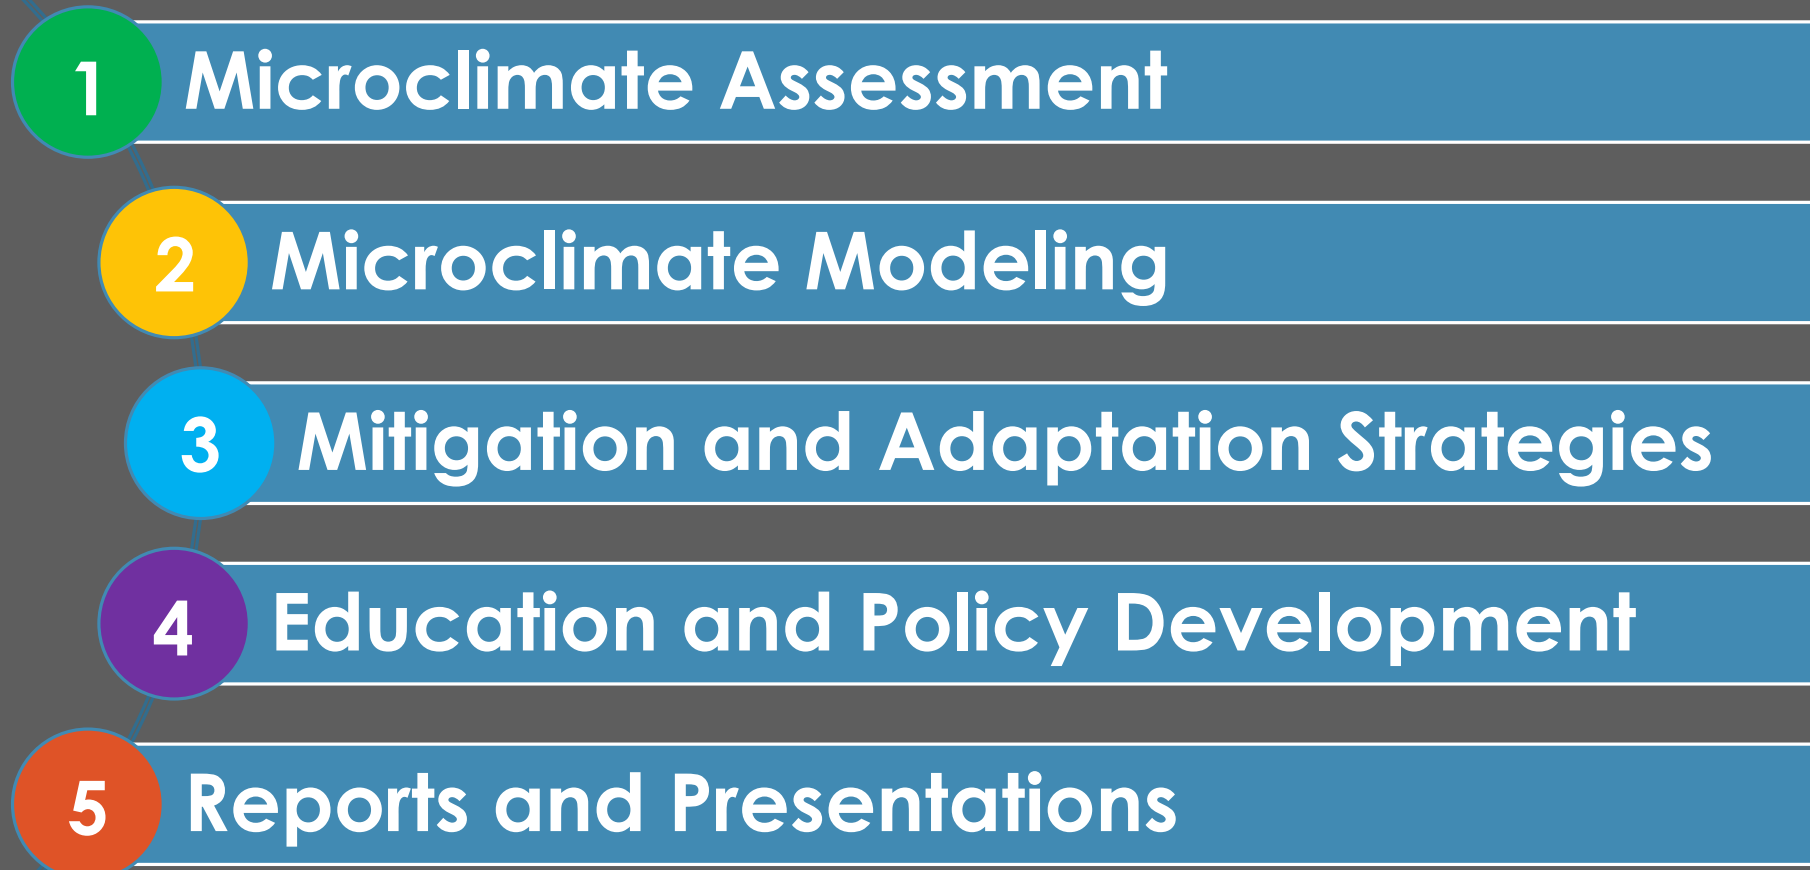 1 Microclimate Assessment
2 Microclimate Modeling
3 Mitigation and Adaptation Strategies
4 Education and Policy Development
5 Reports and Presentations